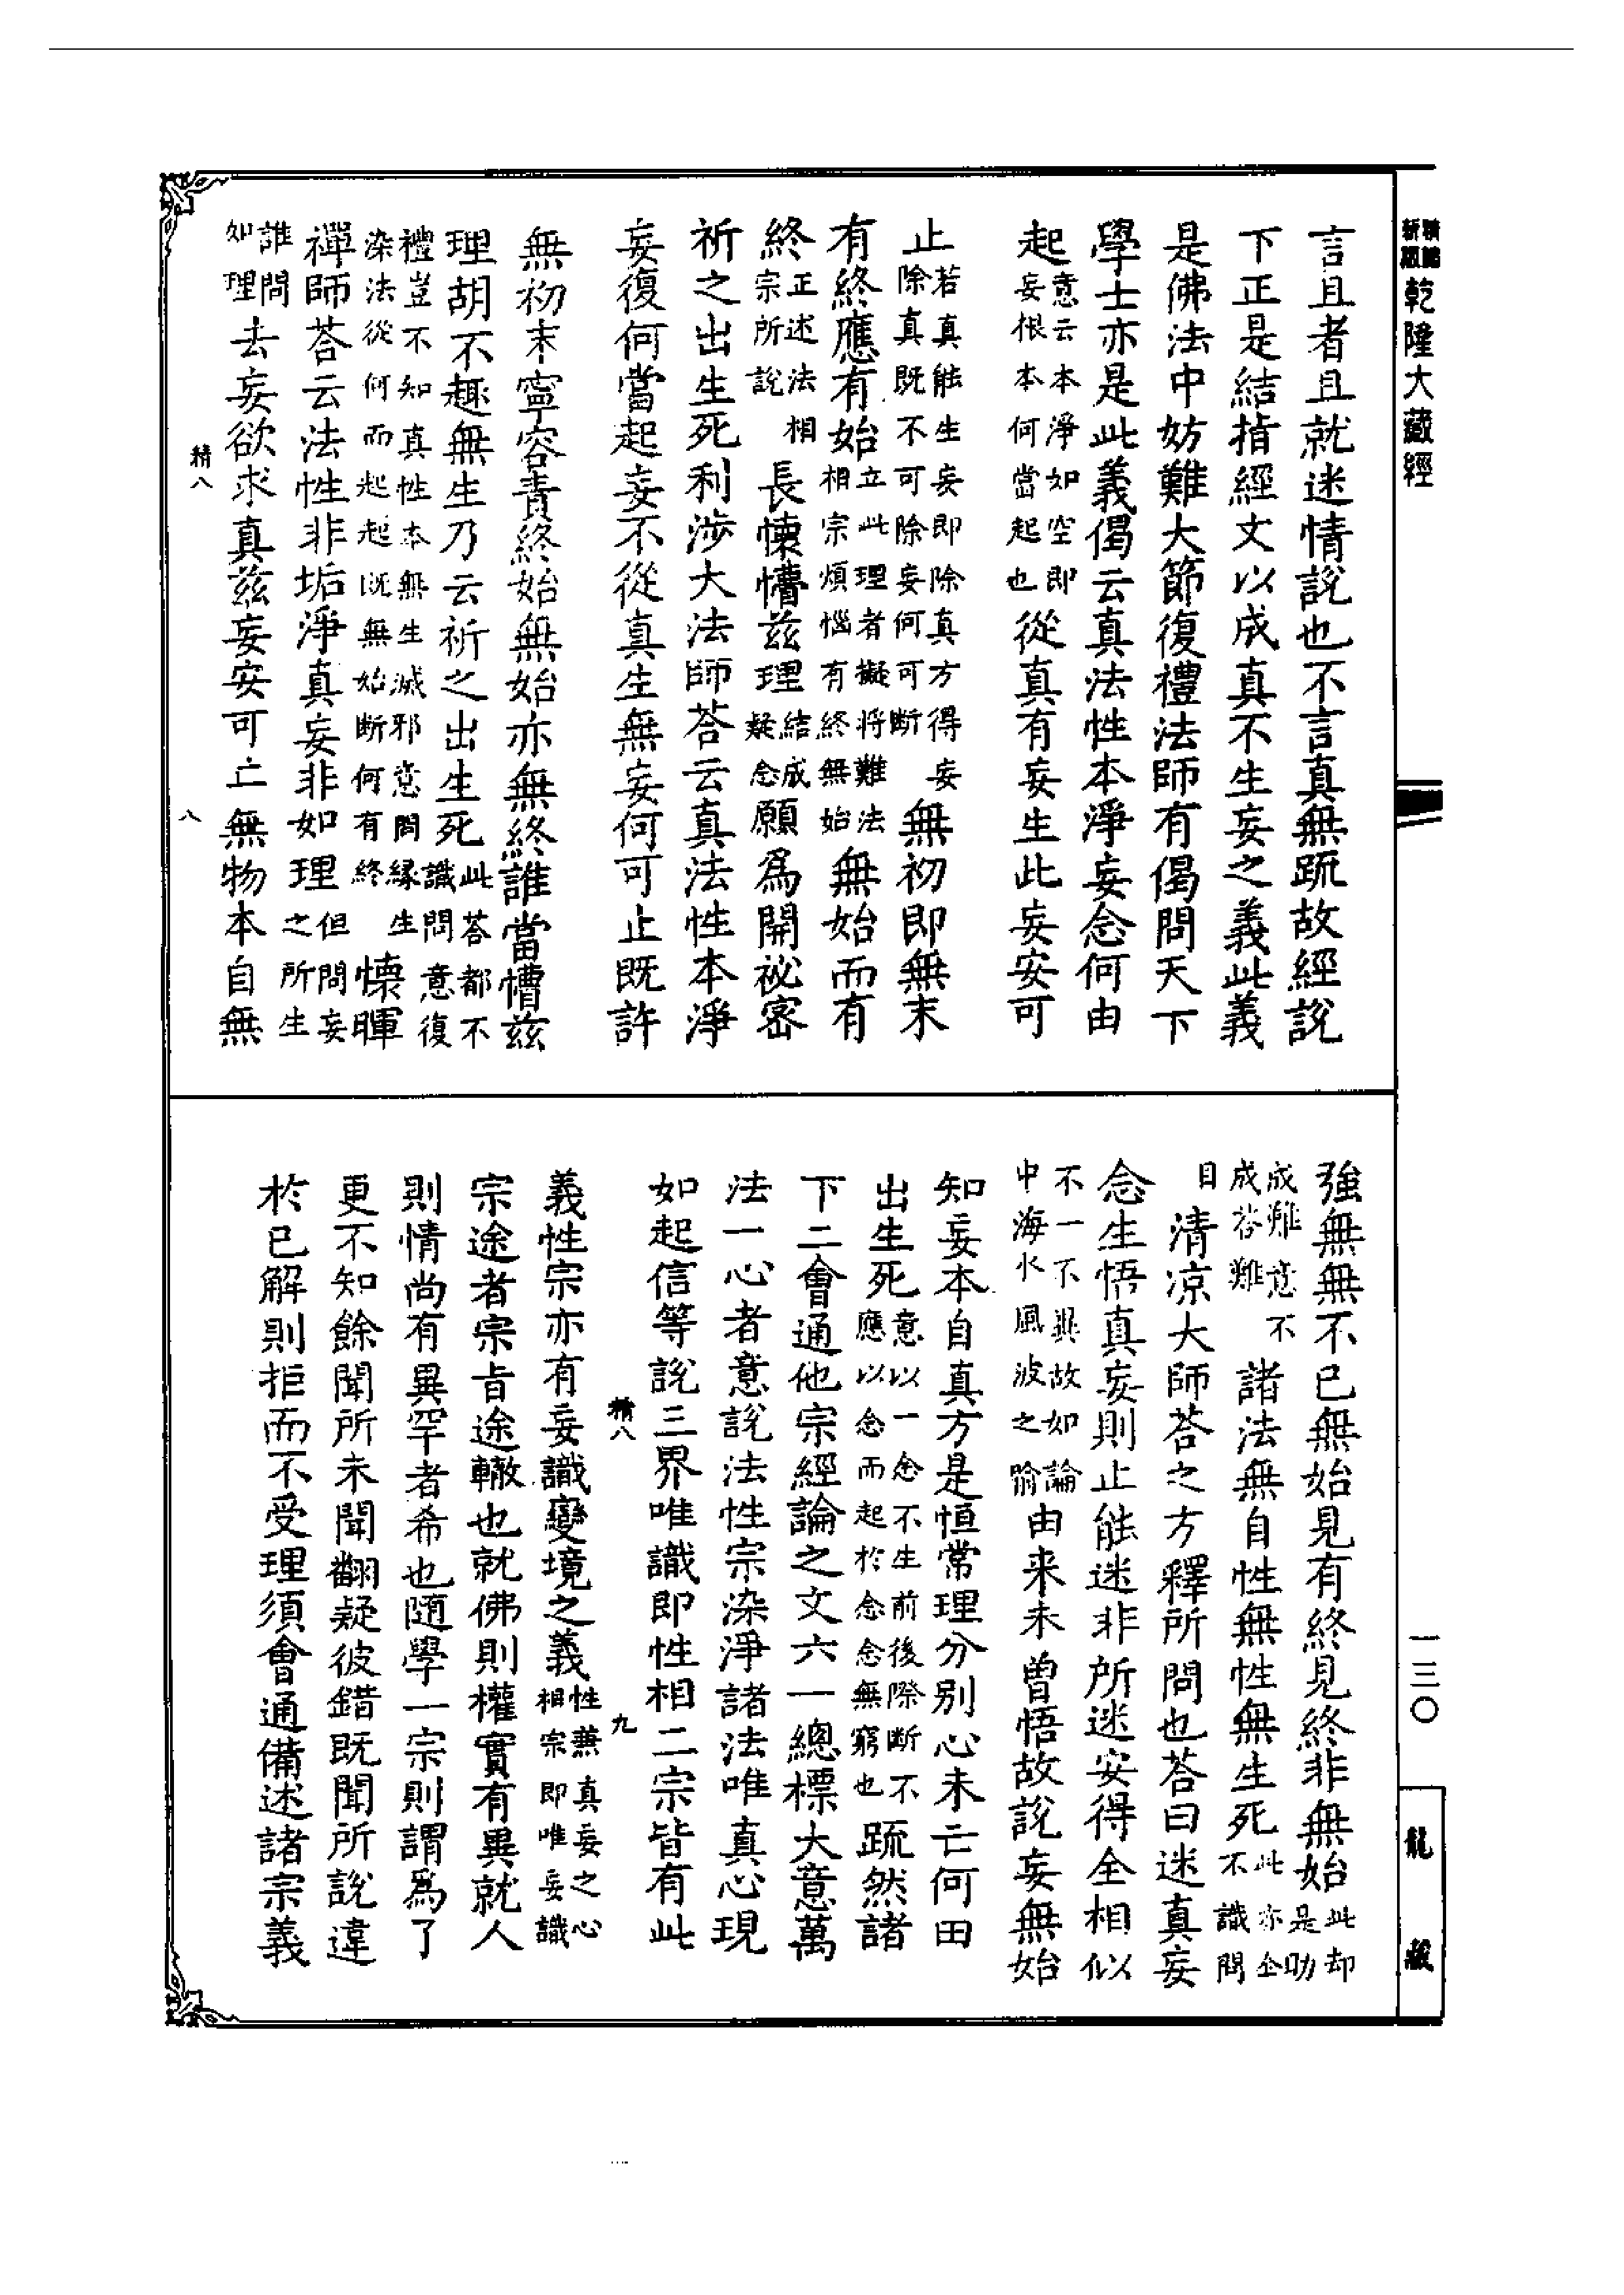 乾隆大藏經
一三〇
言且者且就迷情說也不言真無疏故經說
下正是結指經文以成真不生妄之義此義
是佛法中妨難大節復禮法師有偈問天下
學士亦是此義偈云真法性本淨妄念何由
起意云本淨如空即妄根本何當起也從真有妄生此妄安可
止若真能生妄即除真方得妄除真既不可除妄何可斷無初即無末
有終應有始立此理者擬將難法相宗煩惱有終無始無始而有
終正述法相宗所說長懷懵茲理結成疑念願為開祕密
祈之出生死利涉大法師荅云真法性本淨
妄復何當起妄不從真生無妄何可止既許
無初末寧容責終始無始亦無終誰當懵茲
理胡不趣無生乃云祈之出生死此荅都不識問意復
禮豈不知真性本無生滅邪意問緣生染法從何而起起既無始斷何有終懷暉
禪師荅云法性非垢淨真妄非如理但問妄之所生
誰問如理去妄欲求真茲妄安可亡無物本自無
精八
八
強無無不已無始見有終見終非無始此却是助
成難意不成荅難諸法無自性無性無生死此亦企不識問
目清凉大師荅之方釋所問也荅曰迷真妄
念生悟真妄則止能迷非所迷安得全相似
不一不異故如論中海水風波之喻由来未曾悟故說妄無始
知妄本自真方是恒常理分別心未亡何由
出生死意以一念不生前後際断不應以念而起於念念無窮也疏然諸
下二會通他宗經論之文六一總標大意萬
法一心者意說法性宗染淨諸法唯真心現
如起信等說三界唯識即性相二宗皆有此
精八
九
義性宗亦有妄識變境之義性兼真妄之心相宗即唯妄識
宗途者宗旨途轍也就佛則權實有異就人
則情尚有異罕者希也随學一宗則謂為了
更不知餘聞所未聞翻疑彼錯既聞所說違
於已解則拒而不受理須會通備述諸宗義